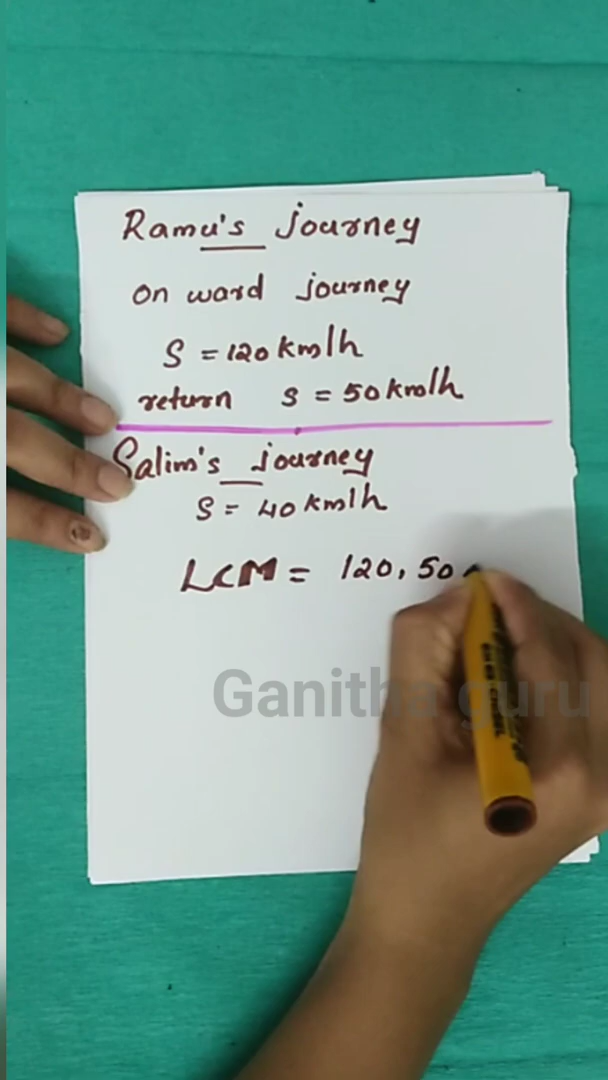 Ramu's journey
on ward journey
S = 120 km/h
return S = 50 km/h
Salim's journey
S = 40 km/h
LCM = 120, 50
Ganitha guru